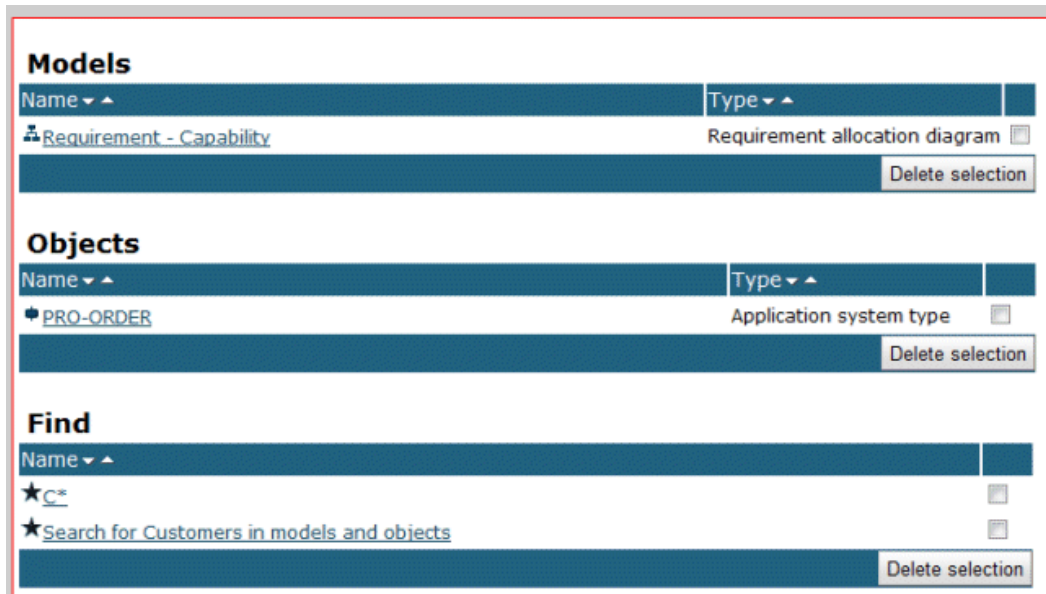 Models
Name Type
Requirement - Capability Requirement allocation diagram
Delete selection
Objects
Name Type
PRO-ORDER Application system type
Delete selection
Find
Name
C*
Search for Customers in models and objects
Delete selection